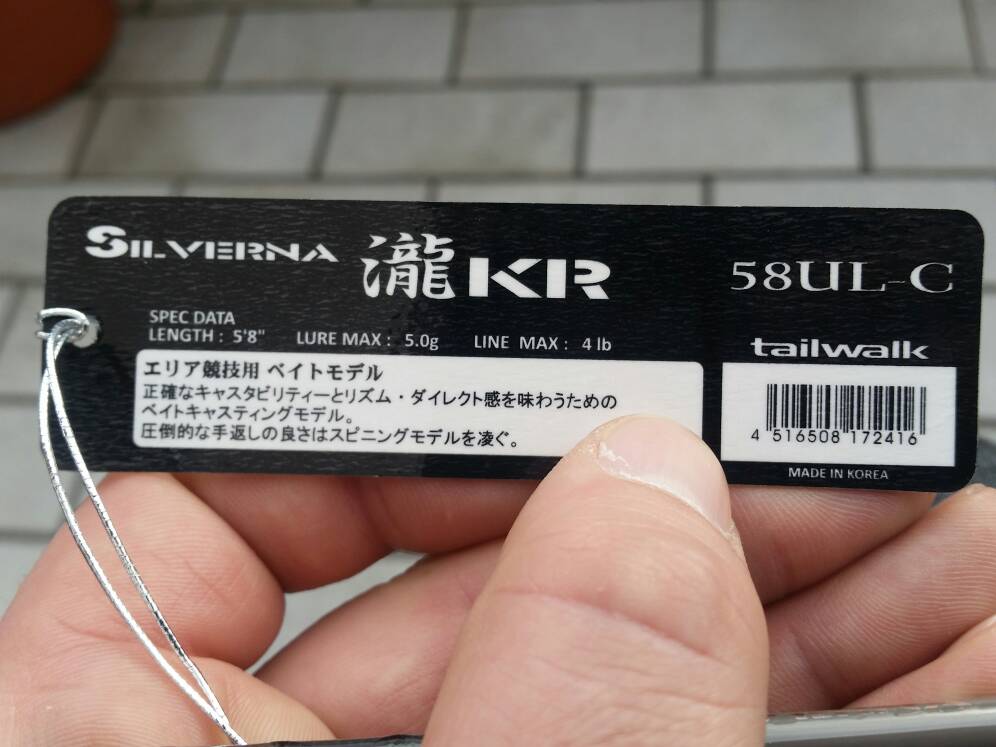 SILVERNA 瀧KR 58UL-C
SPEC DATA
LENGTH : 5'8" LURE MAX : 5.0g LINE MAX : 4 lb
エリア競技用 ベイトモデル
正確なキャスタビリティーとリズム・ダイレクト感を味わうための
ベイトキャスティングモデル。
圧倒的な手返しの良さはスピニングモデルを凌ぐ。
tailwalk
4 516508 172416
MADE IN KOREA